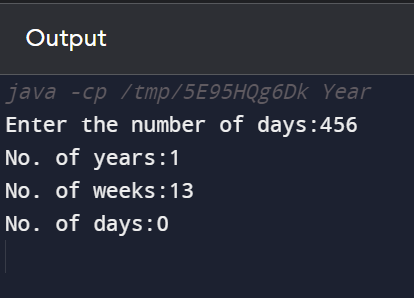 Output
java -cp /tmp/5E95HQg6Dk Year
Enter the number of days:456
No. of years:1
No. of weeks:13
No. of days:0